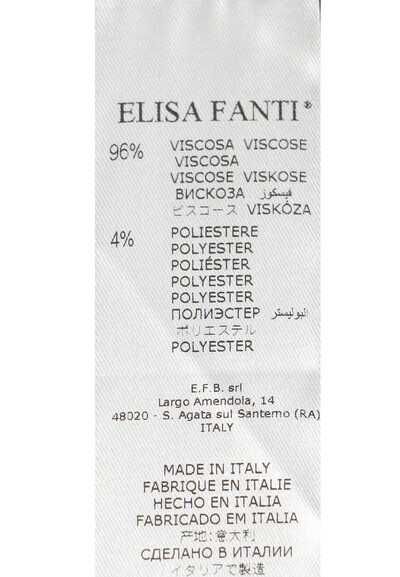 ELISA FANTI®
96% VISCOSA VISCOSE
VISCOSA
VISCOSE VISKOSE
ВИСКОЗА فيسكوز
ビスコース VISKÓZA
4% POLIESTERE
POLYESTER
POLIÉSTER
POLYESTER
POLYESTER
ПОЛИЭСТЕР البوليستر
ポリエステル
POLYESTER
E.F.B. srl
Largo Amendola, 14
48020 - S. Agata sul Santerno (RA)
ITALY
MADE IN ITALY
FABRIQUE EN ITALIE
HECHO EN ITALIA
FABRICADO EM ITALIA
产地: 意大利
СДЕЛАНО В ИТАЛИИ
イタリアで製造